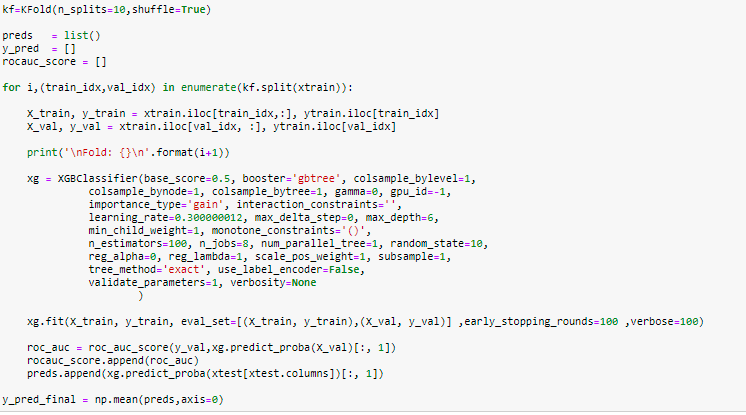 kf=KFold(n_splits=10,shuffle=True)
preds = list()
y_pred = []
rocauc_score = []
for i,(train_idx,val_idx) in enumerate(kf.split(xtrain)):
X_train, y_train = xtrain.iloc[train_idx,:], ytrain.iloc[train_idx]
X_val, y_val = xtrain.iloc[val_idx, :], ytrain.iloc[val_idx]
print('\nFold: {}\n'.format(i+1))
xg = XGBClassifier(base_score=0.5, booster='gbtree', colsample_bylevel=1,
colsample_bynode=1, colsample_bytree=1, gamma=0, gpu_id=-1,
importance_type='gain', interaction_constraints='',
learning_rate=0.300000012, max_delta_step=0, max_depth=6,
min_child_weight=1, monotone_constraints='()',
n_estimators=100, n_jobs=8, num_parallel_tree=1, random_state=10,
reg_alpha=0, reg_lambda=1, scale_pos_weight=1, subsample=1,
tree_method='exact', use_label_encoder=False,
validate_parameters=1, verbosity=None
)
xg.fit(X_train, y_train, eval_set=[(X_train, y_train),(X_val, y_val)] ,early_stopping_rounds=100 ,verbose=100)
roc_auc = roc_auc_score(y_val,xg.predict_proba(X_val)[:, 1])
rocauc_score.append(roc_auc)
preds.append(xg.predict_proba(xtest[xtest.columns])[:, 1])
y_pred_final = np.mean(preds,axis=0)